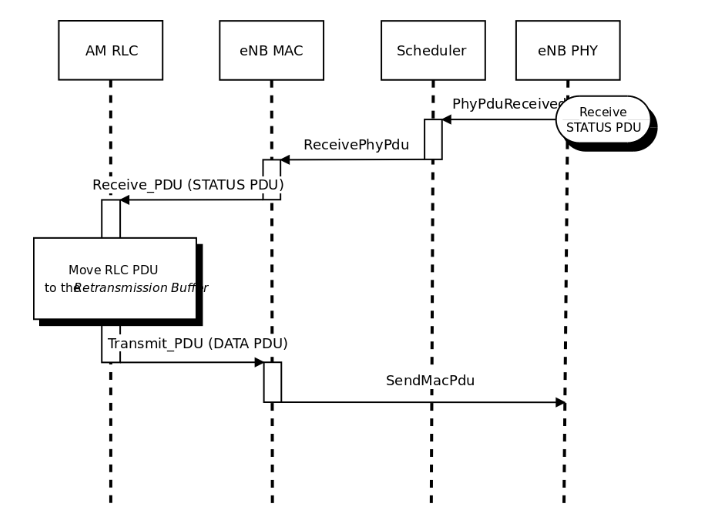 AM RLC
eNB MAC
Scheduler
eNB PHY
PhyPduReceived
Receive
STATUS PDU
ReceivePhyPdu
Receive_PDU (STATUS PDU)
Move RLC PDU
to the Retransmission Buffer
Transmit_PDU (DATA PDU)
SendMacPdu